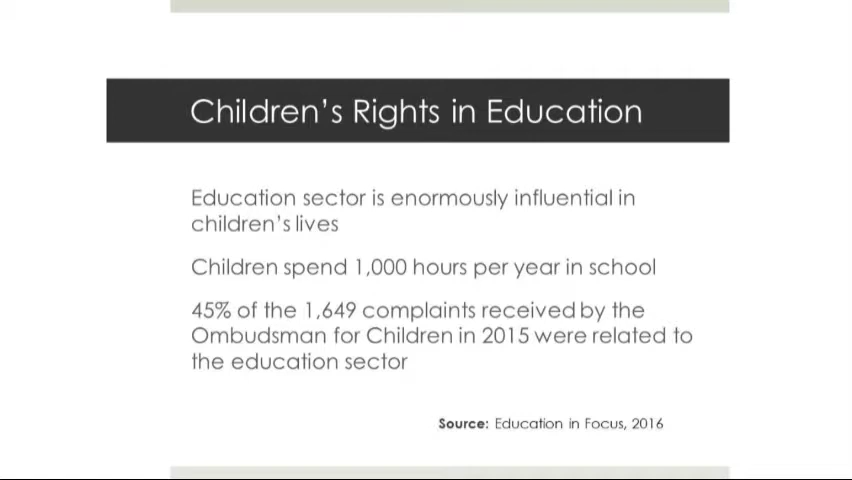 Children’s Rights in Education
Education sector is enormously influential in
children’s lives
Children spend 1,000 hours per year in school
45% of the 1,649 complaints received by the
Ombudsman for Children in 2015 were related to
the education sector
Source: Education in Focus, 2016